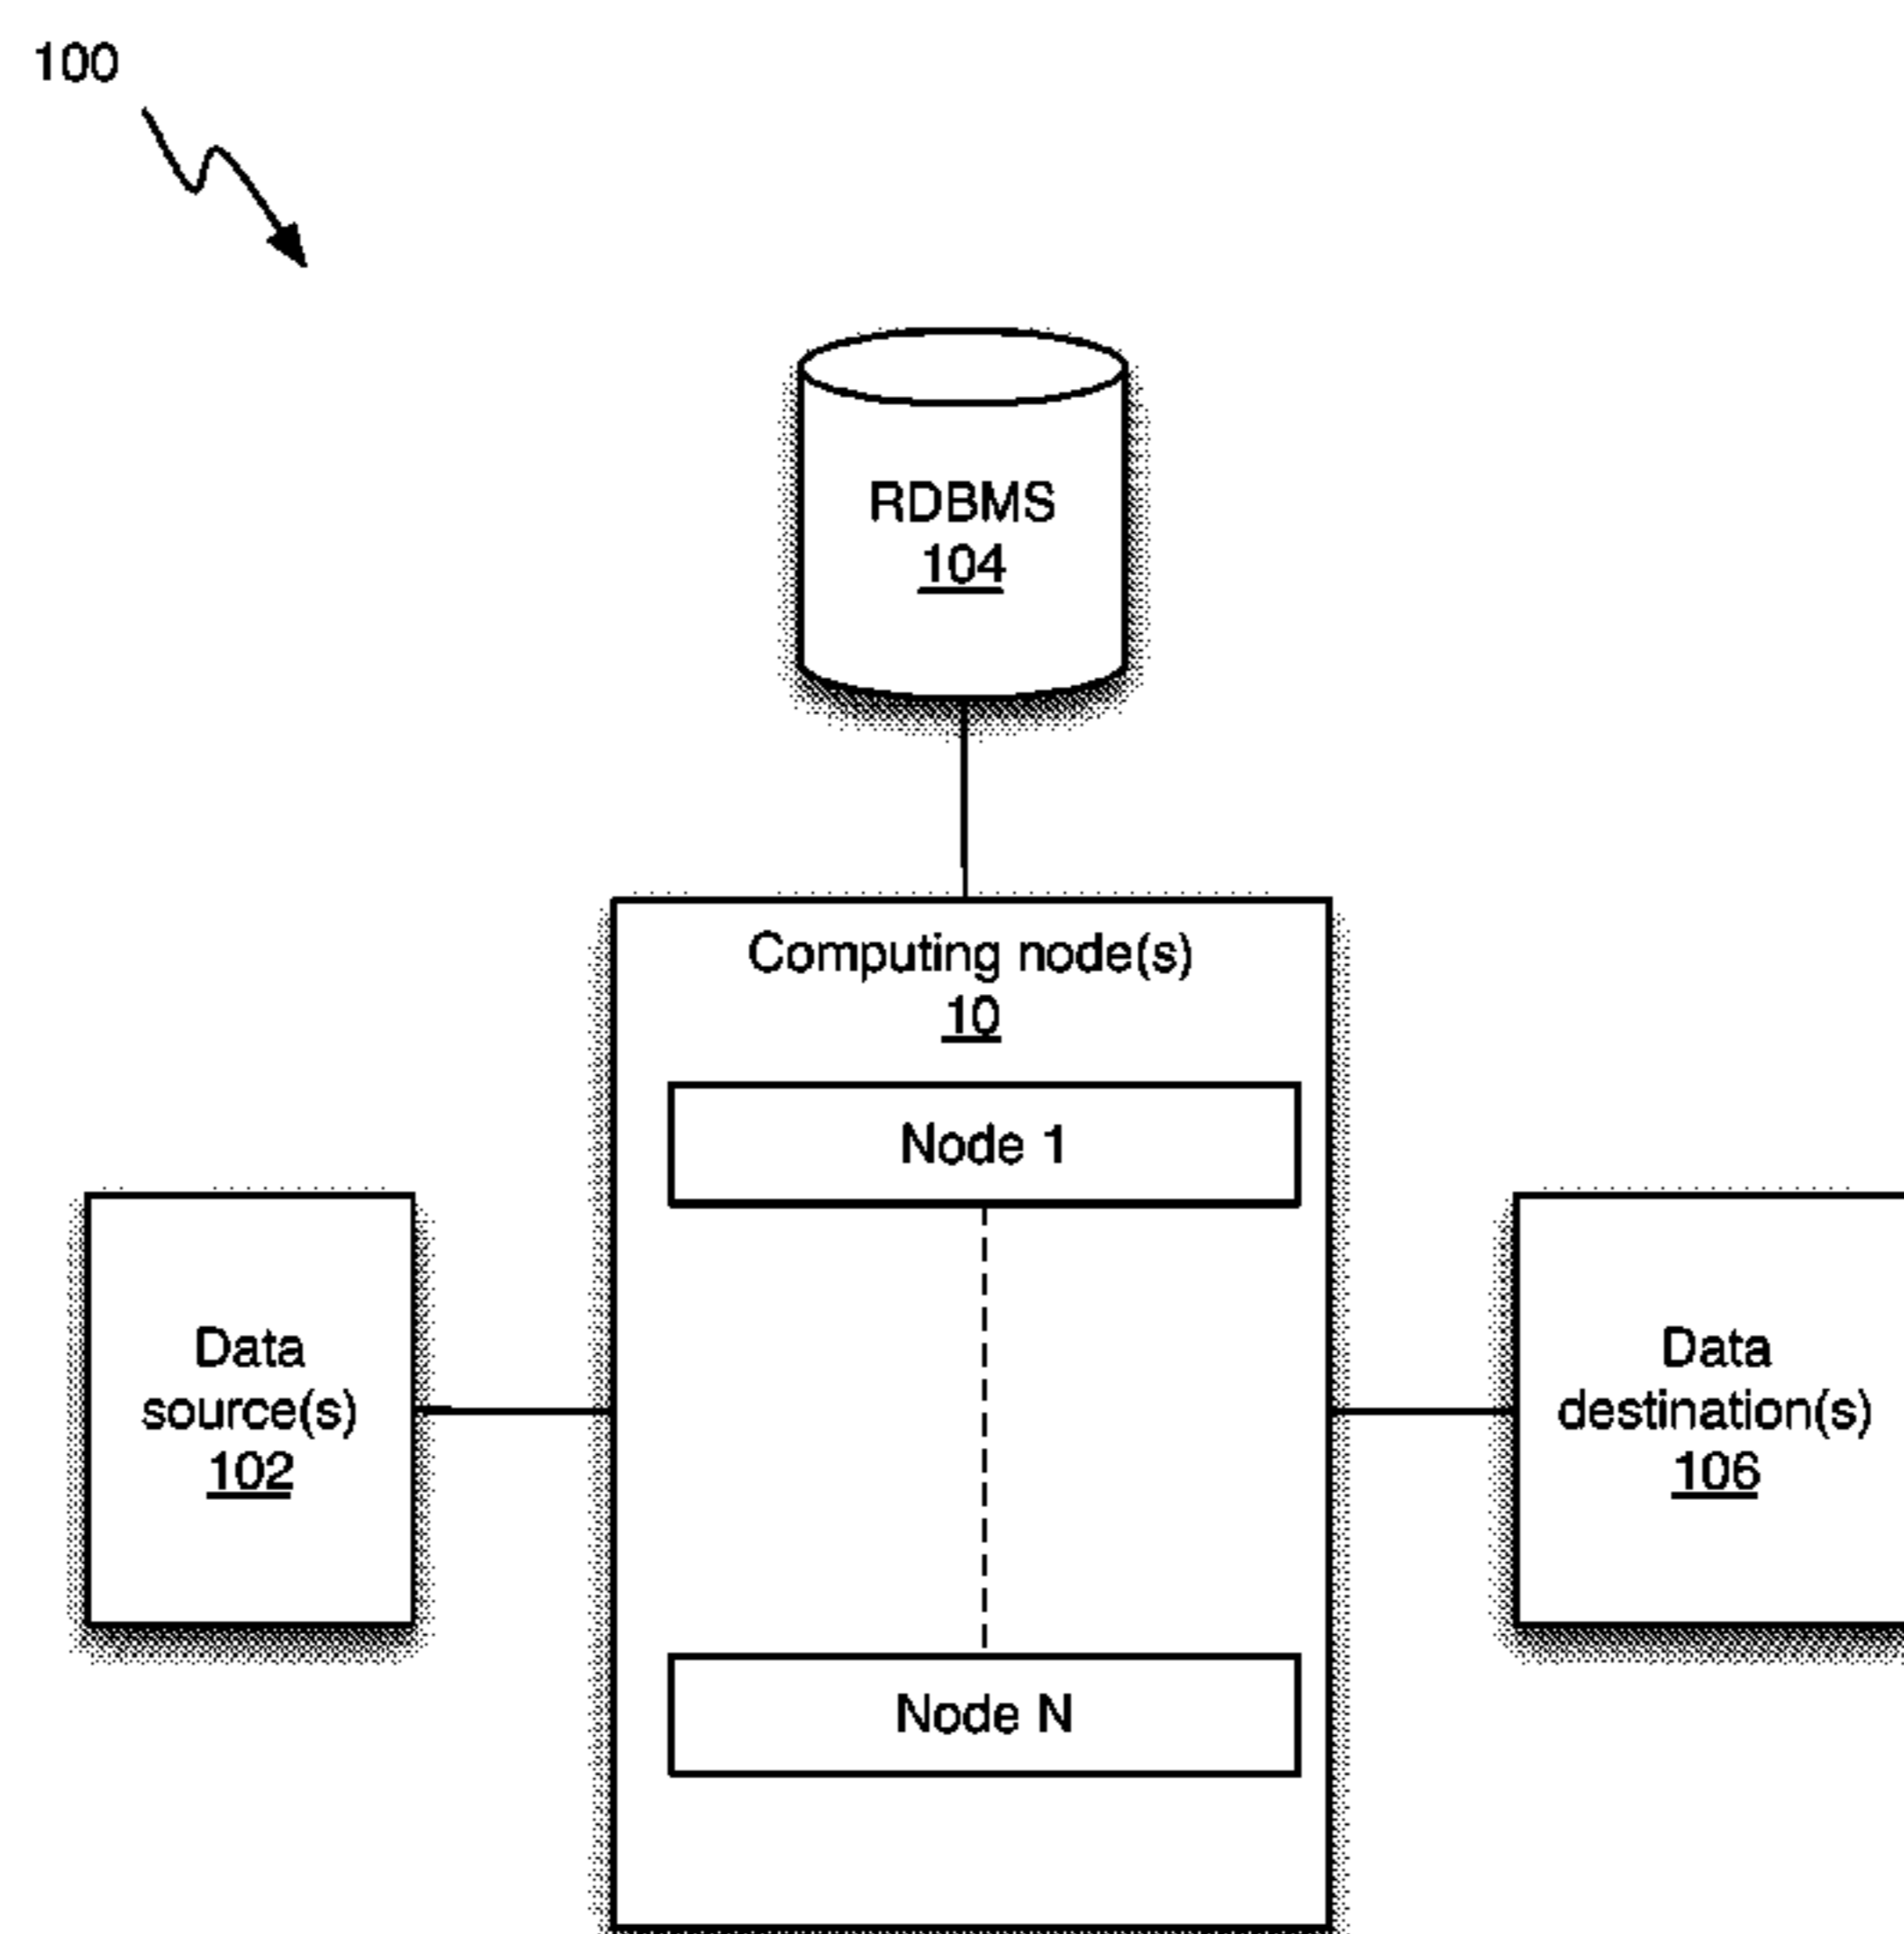 100
RDBMS
104
Computing node(s)
10
Node 1
Data
source(s)
102
Data
destination(s)
106
Node N